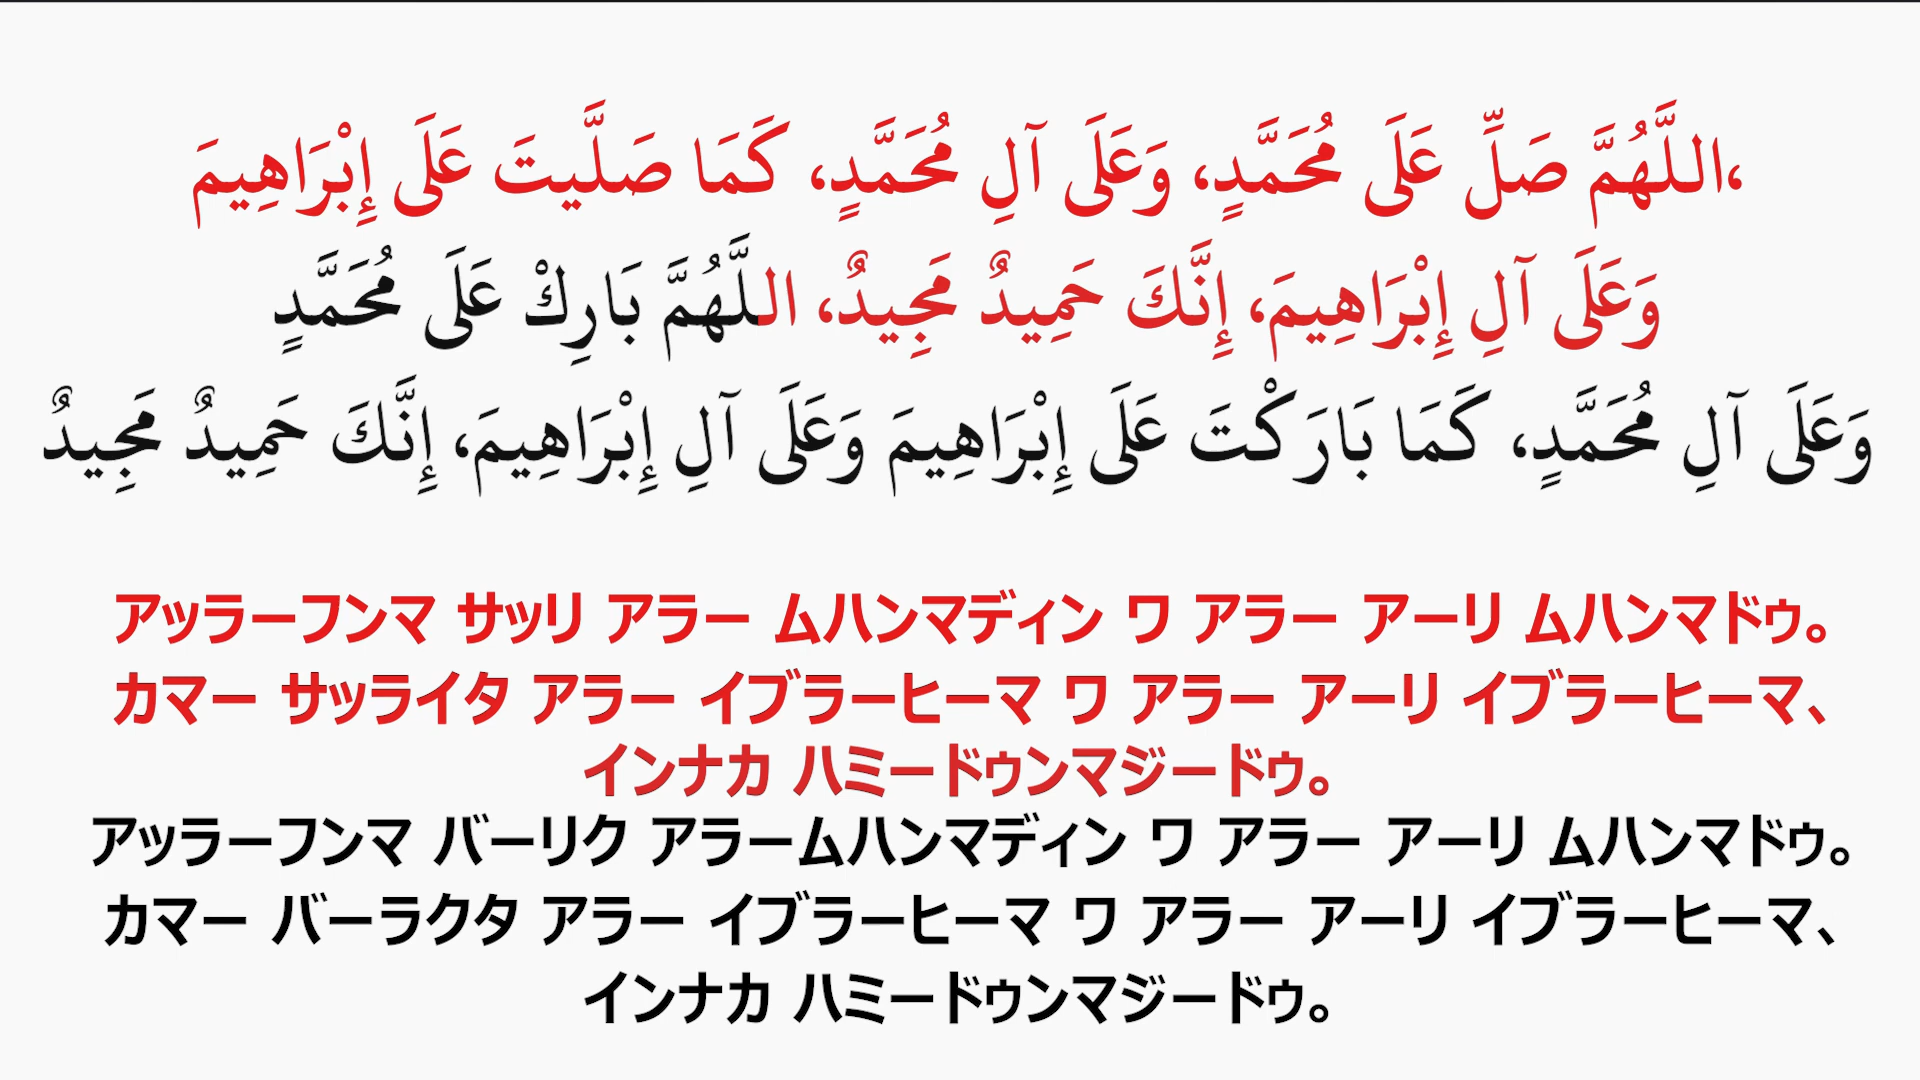 ،اللَّهُمَّ صَلِّ عَلَى مُحَمَّدٍ، وَعَلَى آلِ مُحَمَّدٍ، كَمَا صَلَّيتَ عَلَى إِبْرَاهِيمَ
وَعَلَى آلِ إِبْرَاهِيمَ، إِنَّكَ حَمِيدٌ مَجِيدٌ، اللَّهُمَّ بَارِكْ عَلَى مُحَمَّدٍ
وَعَلَى آلِ مُحَمَّدٍ، كَمَا بَارَكْتَ عَلَى إِبْرَاهِيمَ وَعَلَى آلِ إِبْرَاهِيمَ، إِنَّكَ حَمِيدٌ مَجِيدٌ
アッラーフンマ サッリ アラー ムハンマディン ワ アラー アーリ ムハンマドゥ。
カマー サッライタ アラー イブラーヒーマ ワ アラー アーリ イブラーヒーマ、
インナカ ハミードゥンマジードゥ。
アッラーフンマ バーリク アラームハンマディン ワ アラー アーリ ムハンマドゥ。
カマー バーラクタ アラー イブラーヒーマ ワ アラー アーリ イブラーヒーマ、
インナカ ハミードゥンマジードゥ。